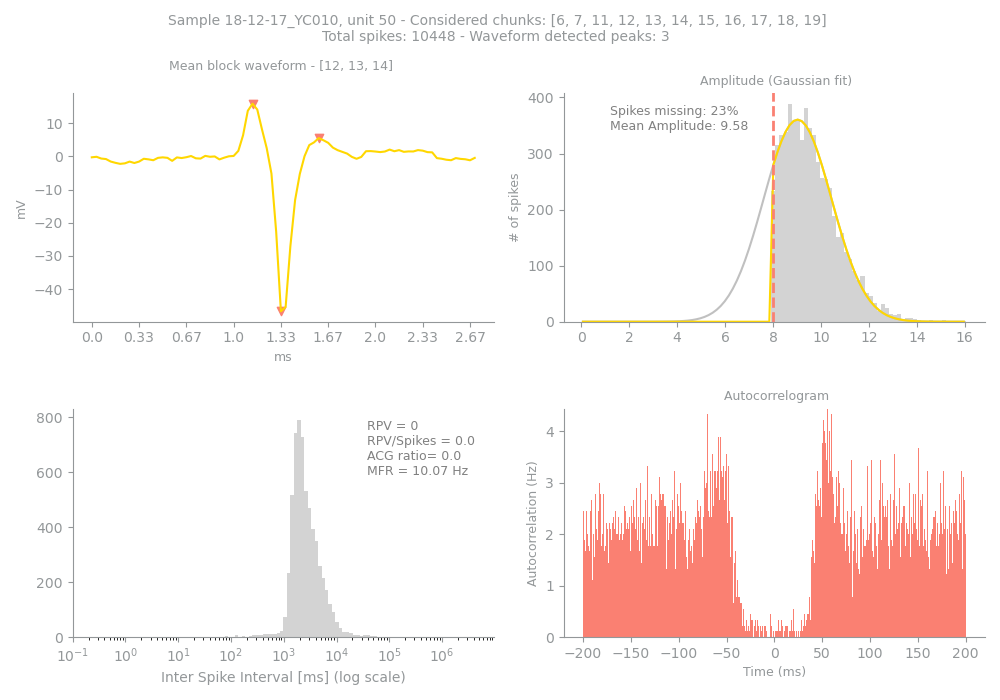 Sample 18-12-17_YC010, unit 50 - Considered chunks: [6, 7, 11, 12, 13, 14, 15, 16, 17, 18, 19]
Total spikes: 10448 - Waveform detected peaks: 3
Mean block waveform - [12, 13, 14]
10
0
−10
−20
−30
−40
mV
0.0 0.33 0.67 1.0 1.33 1.67 2.0 2.33 2.67
ms
Amplitude (Gaussian fit)
Spikes missing: 23%
Mean Amplitude: 9.58
400
300
200
100
0
# of spikes
0 2 4 6 8 10 12 14 16
800
600
400
200
0
RPV = 0
RPV/Spikes = 0.0
ACG ratio= 0.0
MFR = 10.07 Hz
10⁻¹ 10⁰ 10¹ 10² 10³ 10⁴ 10⁵ 10⁶
Inter Spike Interval [ms] (log scale)
Autocorrelogram
4
3
2
1
0
Autocorrelation (Hz)
−200 −150 −100 −50 0 50 100 150 200
Time (ms)